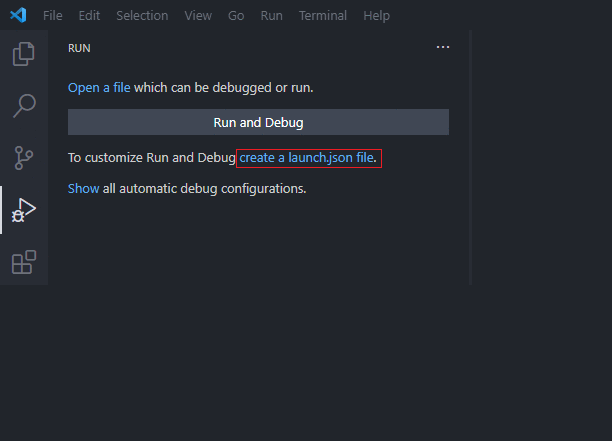 File Edit Selection View Go Run Terminal Help
RUN
Open a file which can be debugged or run.
Run and Debug
To customize Run and Debug create a launch.json file.
Show all automatic debug configurations.